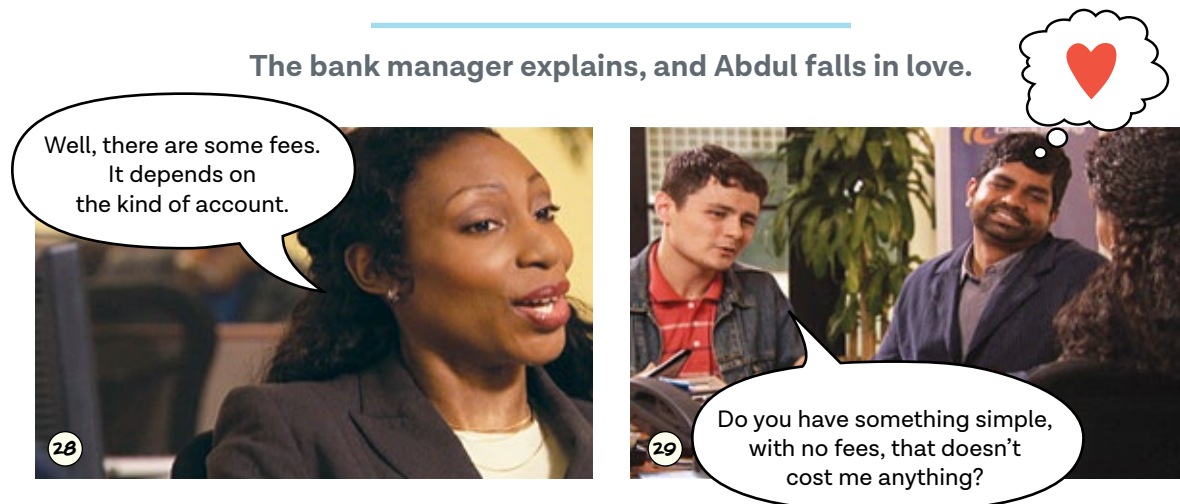 The bank manager explains, and Abdul falls in love.
Well, there are some fees.
It depends on
the kind of account.
28
Do you have something simple,
with no fees, that doesn’t
cost me anything?
29